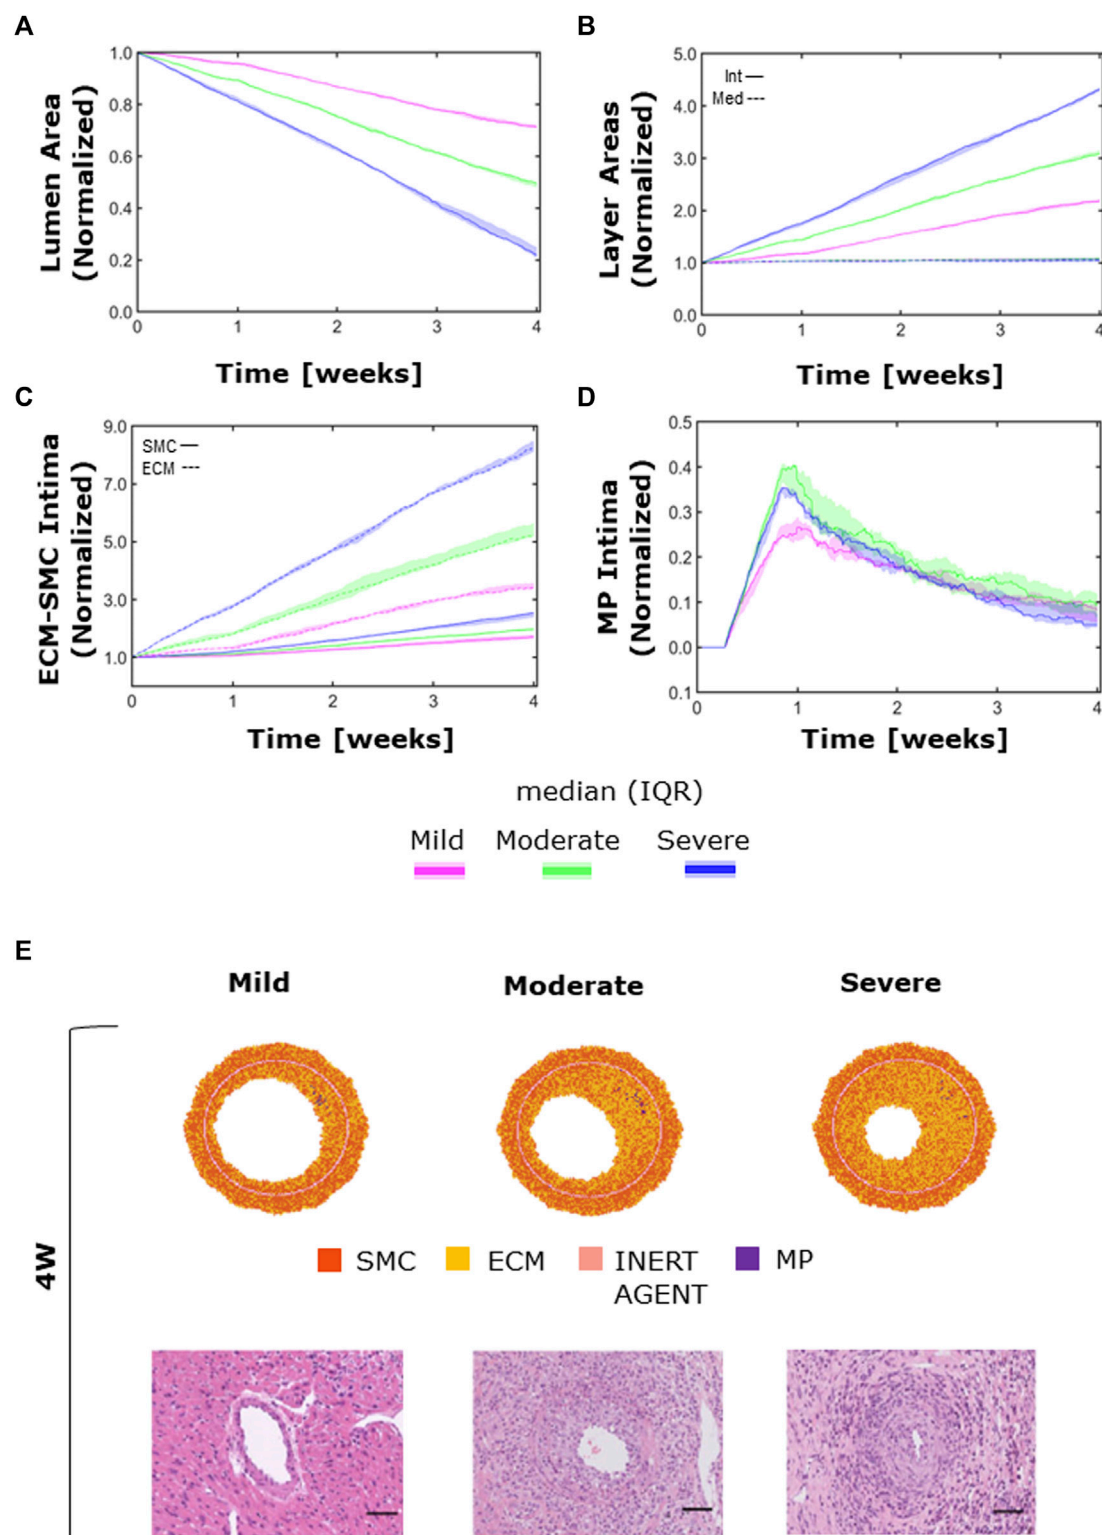 A
1.0
0.8
0.6
0.4
0.2
0.0
0
1
2
3
4
Lumen Area
(Normalized)
Time [weeks]
B
5.0
4.0
3.0
2.0
1.0
0.0
0
1
2
3
4
Int
Med
Layer Areas
(Normalized)
Time [weeks]
C
9.0
7.0
5.0
3.0
1.0
0
1
2
3
4
SMC
ECM
ECM-SMC Intima
(Normalized)
Time [weeks]
D
0.5
0.4
0.3
0.2
0.1
0.0
0.1
0
1
2
3
4
MP Intima
(Normalized)
Time [weeks]
median (IQR)
Mild Moderate Severe
E
Mild Moderate Severe
4W
SMC ECM INERT MP
AGENT